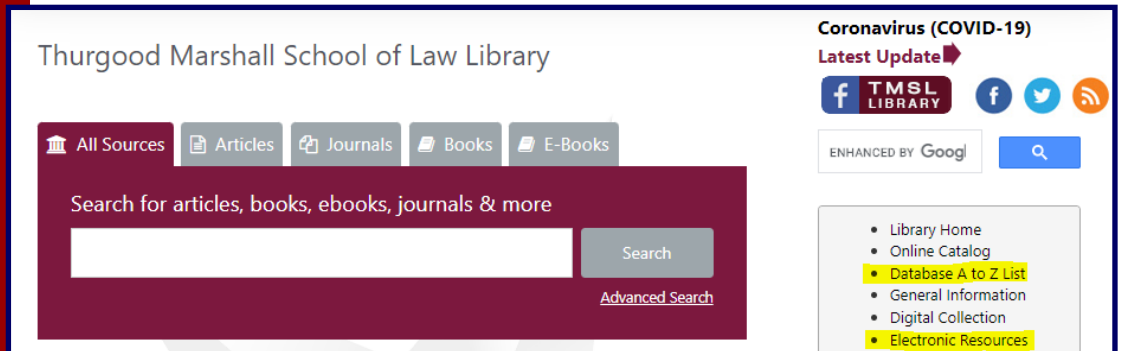 Thurgood Marshall School of Law Library
All Sources
Articles
Journals
Books
E-Books
Search for articles, books, ebooks, journals & more
Search
Advanced Search
Coronavirus (COVID-19)
Latest Update
f TMSL LIBRARY
f
ENHANCED BY Googl
Library Home
Online Catalog
Database A to Z List
General Information
Digital Collection
Electronic Resources